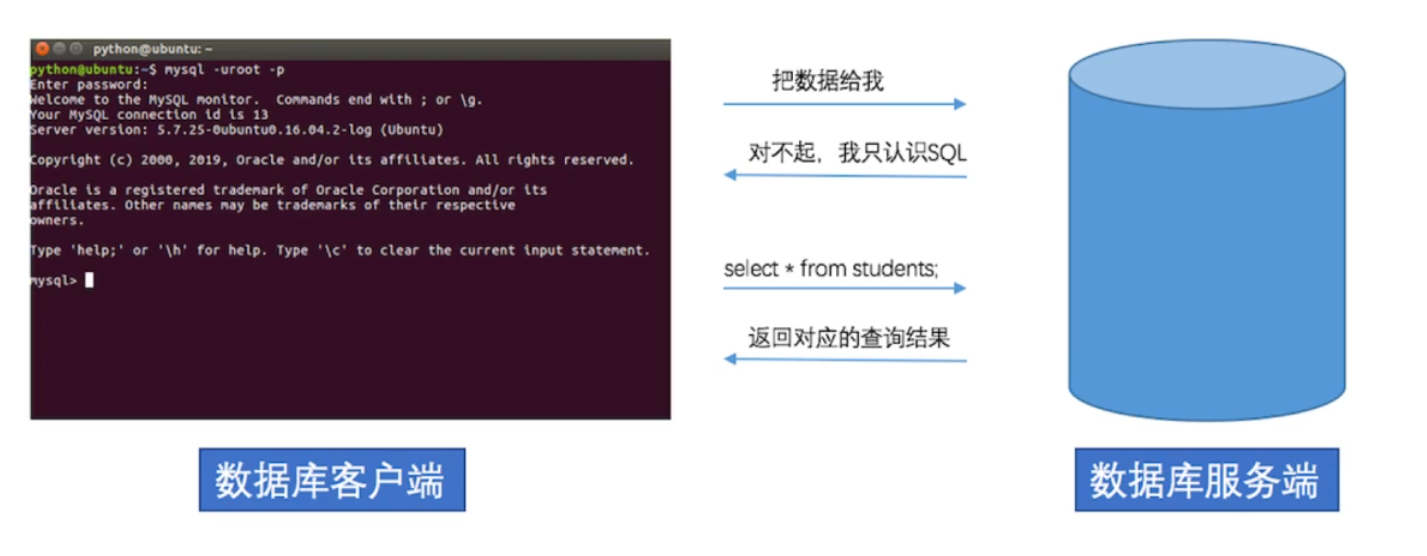 python@ubuntu: ~
python@ubuntu:~$ mysql -uroot -p
Enter password:
Welcome to the MySQL monitor.  Commands end with ; or \g.
Your MySQL connection id is 13
Server version: 5.7.25-0ubuntu0.16.04.2-log (Ubuntu)
Copyright (c) 2000, 2019, Oracle and/or its affiliates. All rights reserved.
Oracle is a registered trademark of Oracle Corporation and/or its
affiliates. Other names may be trademarks of their respective
owners.
Type 'help;' or '\h' for help. Type '\c' to clear the current input statement.
mysql>
把数据给我
对不起，我只认识SQL
select * from students;
返回对应的查询结果
数据库客户端
数据库服务端